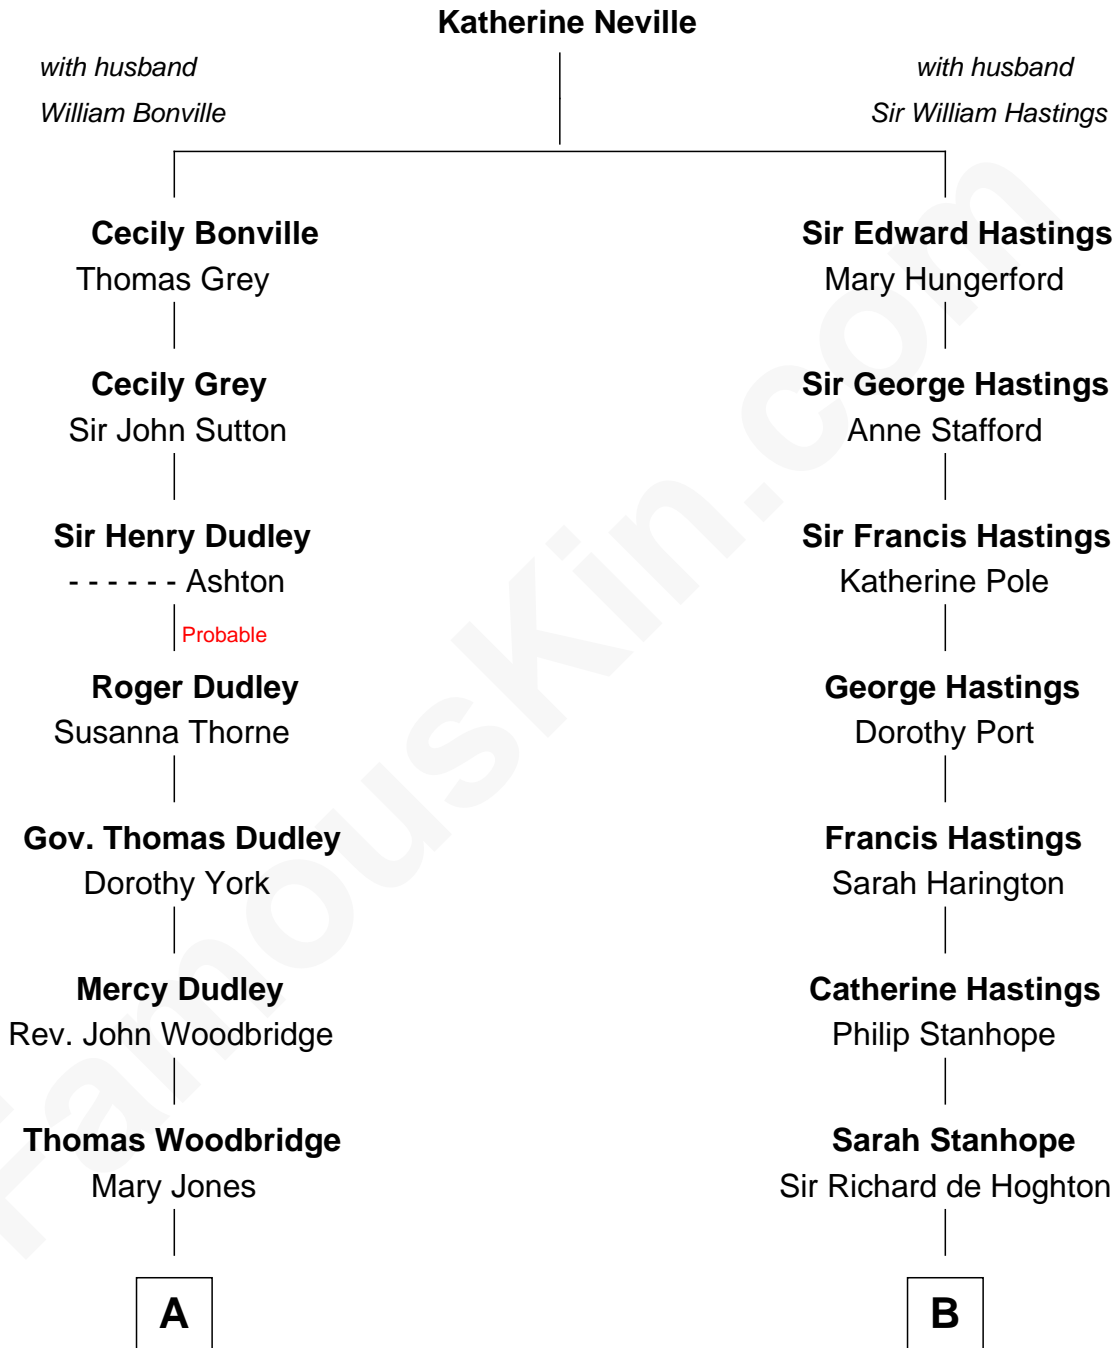 Katherine Neville
with husband
William Bonville
with husband
Sir William Hastings
Cecily Bonville
Thomas Grey
Sir Edward Hastings
Mary Hungerford
Cecily Grey
Sir John Sutton
Sir George Hastings
Anne Stafford
Sir Henry Dudley
- - - - - - Ashton
Probable
Sir Francis Hastings
Katherine Pole
Roger Dudley
Susanna Thorne
George Hastings
Dorothy Port
Gov. Thomas Dudley
Dorothy York
Francis Hastings
Sarah Harington
Mercy Dudley
Rev. John Woodbridge
Catherine Hastings
Philip Stanhope
Thomas Woodbridge
Mary Jones
Sarah Stanhope
Sir Richard de Hoghton
A
B
FamousKin.com